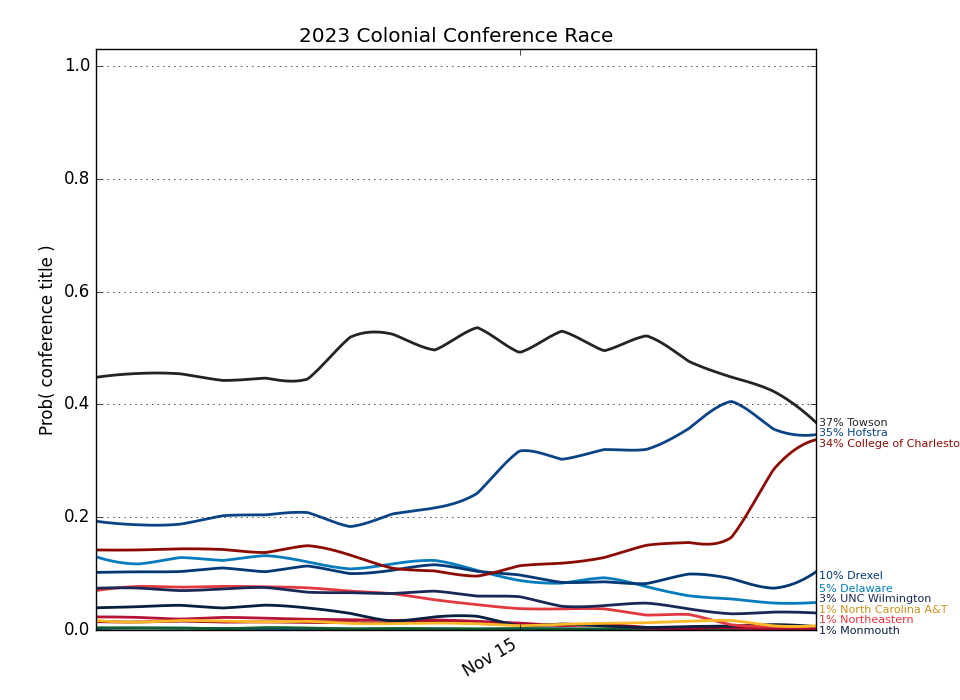 2023 Colonial Conference Race
Prob( conference title )
1.0
0.8
0.6
0.4
0.2
0.0
Nov 15
37% Towson
35% Hofstra
34% College of Charlesto
10% Drexel
5% Delaware
3% UNC Wilmington
1% North Carolina A&T
1% Northeastern
1% Monmouth